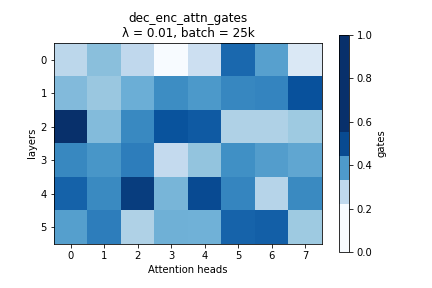 dec_enc_attn_gates
λ = 0.01, batch = 25k
layers
0
1
2
3
4
5
0 1 2 3 4 5 6 7
Attention heads
1.0
0.8
0.6
0.4
0.2
0.0
gates